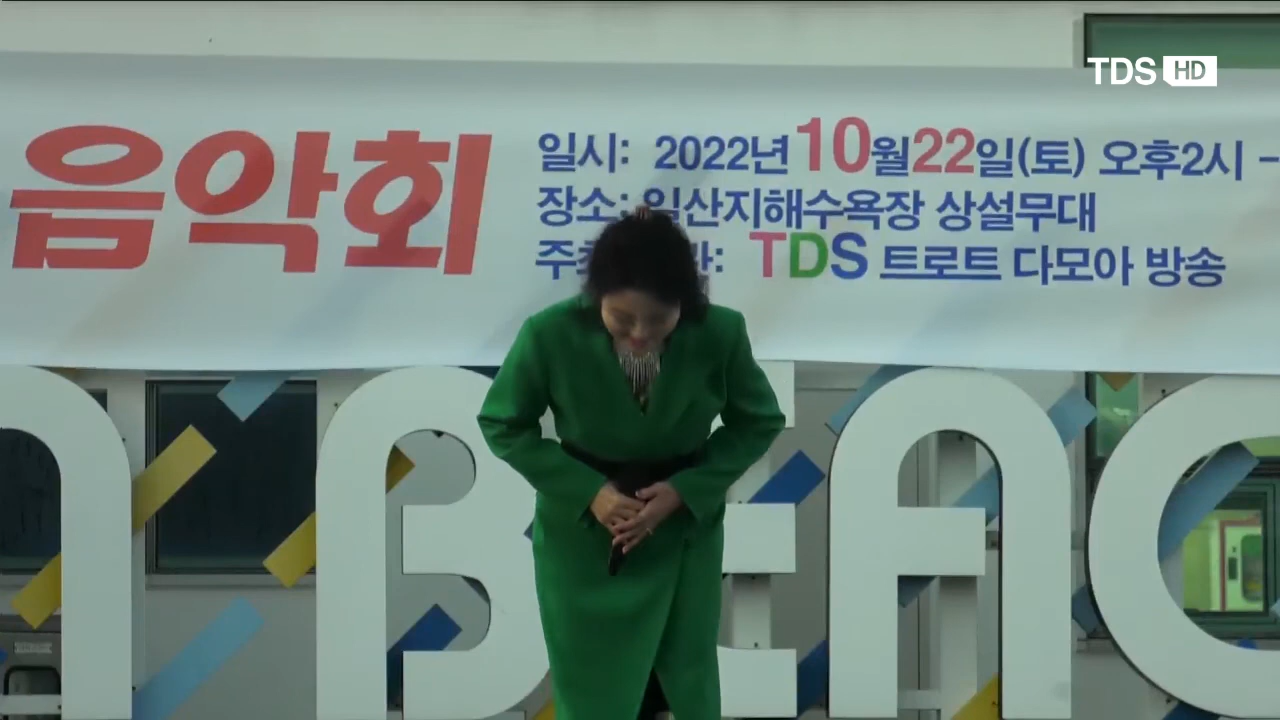 TDS HD
음악회
일시: 2022년 10월 22일(토) 오후2시 –
장소: 일산지해수욕장 상설무대
TDS 트로트 다모아 방송
BEAC